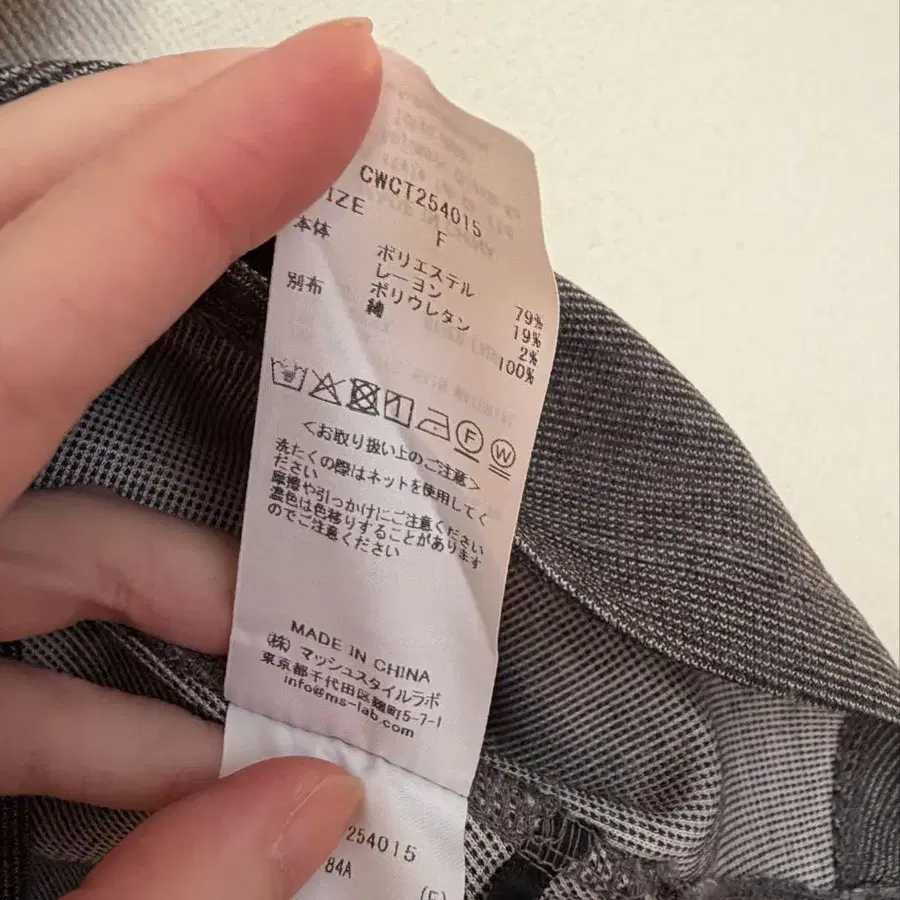 CWCT254015
IZE
F
本体
ポリエステル 79%
レーヨン 19%
ポリウレタン 2%
別布
綿 100%
F
W
<お取り扱い上のご注意>
洗たくの際はネットを使用してく
ださい
摩擦や引っかけにご注意ください
濃色は色移りすることがあります
のでご注意ください
MADE IN CHINA
(株) マッシュスタイルラボ
東京都千代田区麹町5-7-1
info@ms-lab.com
254015
84A
(F)